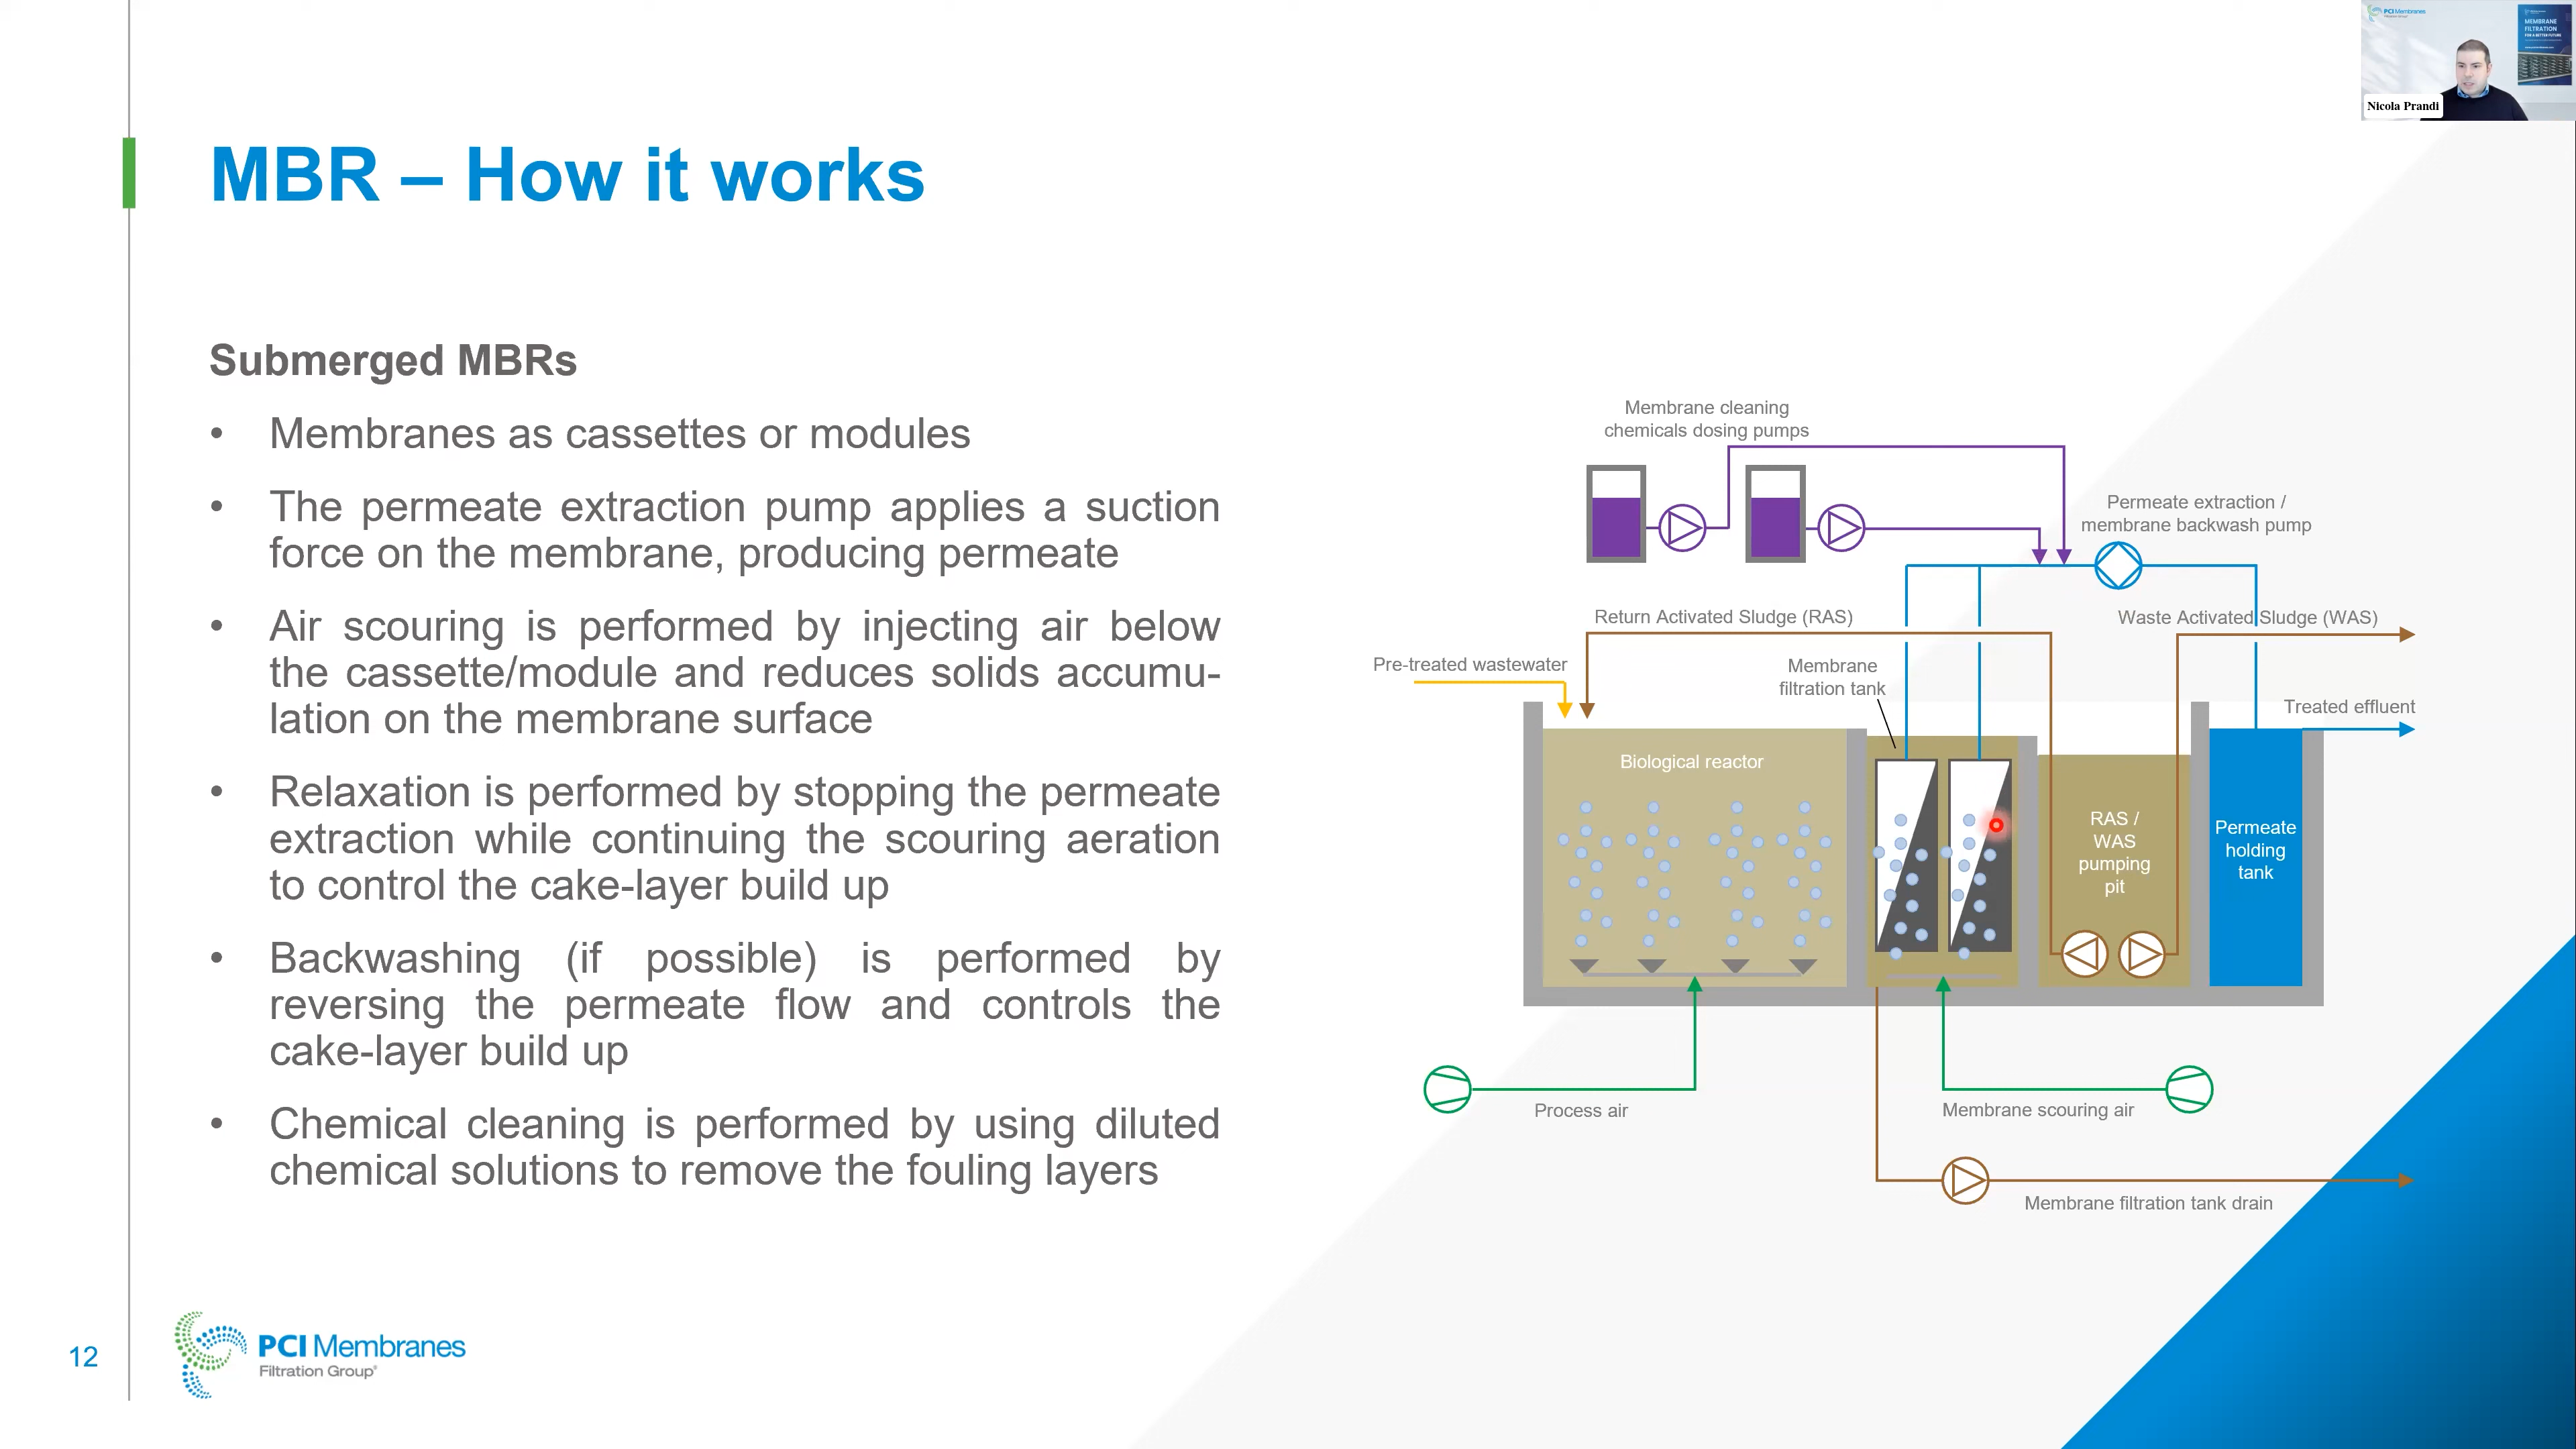 PCI Membranes
MEMBRANE
FILTRATION
FOR A BETTER FUTURE
Nicola Prandi
MBR – How it works
Submerged MBRs
• Membranes as cassettes or modules
• The permeate extraction pump applies a suction
force on the membrane, producing permeate
• Air scouring is performed by injecting air below
the cassette/module and reduces solids accumu-
lation on the membrane surface
• Relaxation is performed by stopping the permeate
extraction while continuing the scouring aeration
to control the cake-layer build up
• Backwashing (if possible) is performed by
reversing the permeate flow and controls the
cake-layer build up
• Chemical cleaning is performed by using diluted
chemical solutions to remove the fouling layers
Membrane cleaning
chemicals dosing pumps
Permeate extraction /
membrane backwash pump
Return Activated Sludge (RAS)
Waste Activated Sludge (WAS)
Pre-treated wastewater
Membrane
filtration tank
Treated effluent
Biological reactor
RAS /
WAS
pumping
pit
Permeate
holding
tank
Process air
Membrane scouring air
Membrane filtration tank drain
12
PCI Membranes
Filtration Group®